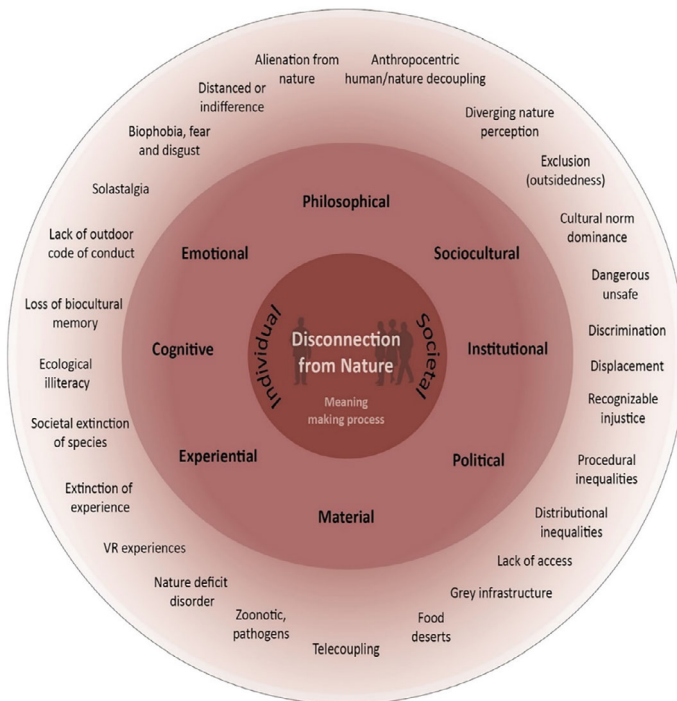 Alienation from
nature
Anthropocentric
human/nature decoupling
Distanced or
indifference
Diverging nature
perception
Biophobia, fear
and disgust
Exclusion
(outsidedness)
Solastalgia
Cultural norm
dominance
Lack of outdoor
code of conduct
Dangerous
unsafe
Loss of biocultural
memory
Discrimination
Ecological
illiteracy
Displacement
Recognizable
injustice
Societal extinction
of species
Procedural
inequalities
Extinction of
experience
Distributional
inequalities
VR experiences
Lack of access
Nature deficit
disorder
Grey infrastructure
Zoonotic,
pathogens
Food
deserts
Telecoupling
Philosophical
Emotional
Sociocultural
Cognitive
Institutional
Experiential
Political
Material
Individual
Societal
Disconnection
from Nature
Meaning
making process